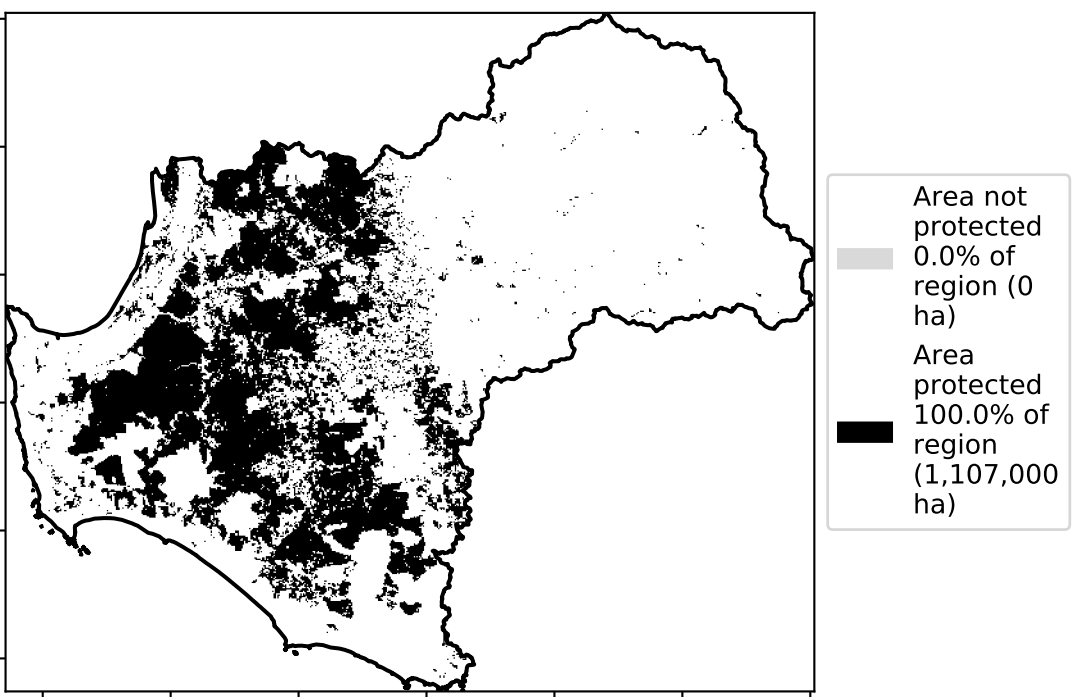 Area not
protected
0.0% of
region (0
ha)
Area
protected
100.0% of
region
(1,107,000
ha)